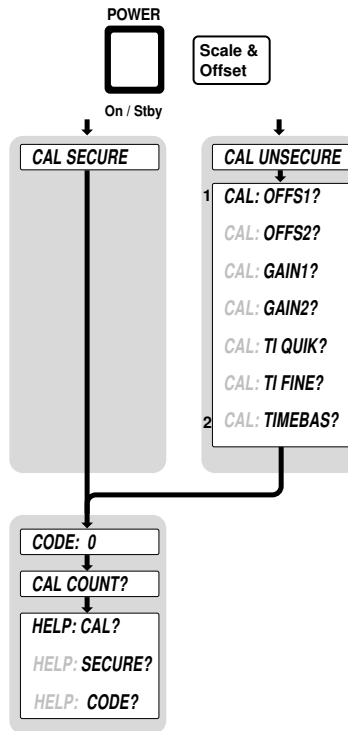 POWER
Scale &
Offset
On / Stby
CAL SECURE
CAL UNSECURE
1 CAL: OFFS1?
CAL: OFFS2?
CAL: GAIN1?
CAL: GAIN2?
CAL: TI QUIK?
CAL: TI FINE?
2 CAL: TIMEBAS?
CODE: 0
CAL COUNT?
HELP: CAL?
HELP: SECURE?
HELP: CODE?